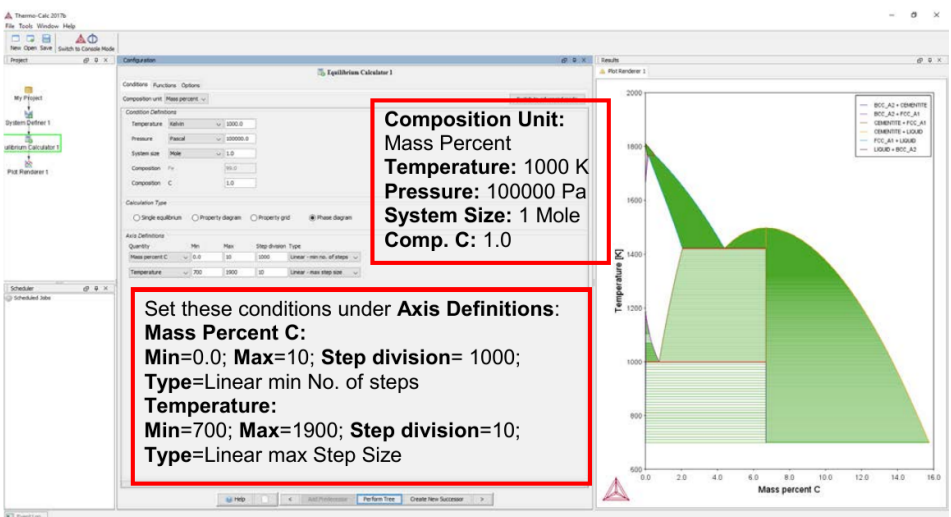 Thermo-Calc 2017b
File Tools Window Help
New Open Save Switch to Console Mode
Project
My Project
System Definer 1
uilibrium Calculator 1
Plot Renderer 1
Scheduler
Scheduled Jobs
Configuration
Equilibrium Calculator 1
Conditions Functions Options
Composition unit Mass percent
Condition Definitions
Temperature Kelvin 1000.0
Pressure Pascal 100000.0
System size Mole 1.0
Composition Fe 99.0
Composition C 1.0
Calculation Type
Single equilibrium Property diagram Property grid Phase diagram
Axis Definitions
Quantity Min Max Step division Type
Mass percent C 0.0 10 1000 Linear - min no. of steps
Temperature 700 1900 10 Linear - max step size
Composition Unit:
Mass Percent
Temperature: 1000 K
Pressure: 100000 Pa
System Size: 1 Mole
Comp. C: 1.0
Set these conditions under Axis Definitions:
Mass Percent C:
Min=0.0; Max=10; Step division= 1000;
Type=Linear min No. of steps
Temperature:
Min=700; Max=1900; Step division=10;
Type=Linear max Step Size
Help < Add Predecessor Perform Tree Create New Successor >
Results
Plot Renderer 1
BCC_A2 + CEMENTITE
BCC_A2 + FCC_A1
CEMENTITE + FCC_A1
CEMENTITE + LIQUID
FCC_A1 + LIQUID
LIQUID + BCC_A2
2000
1800
1600
1400
1200
1000
800
600
Temperature [K]
0.0 2.0 4.0 6.0 8.0 10.0 12.0 14.0 16.0
Mass percent C